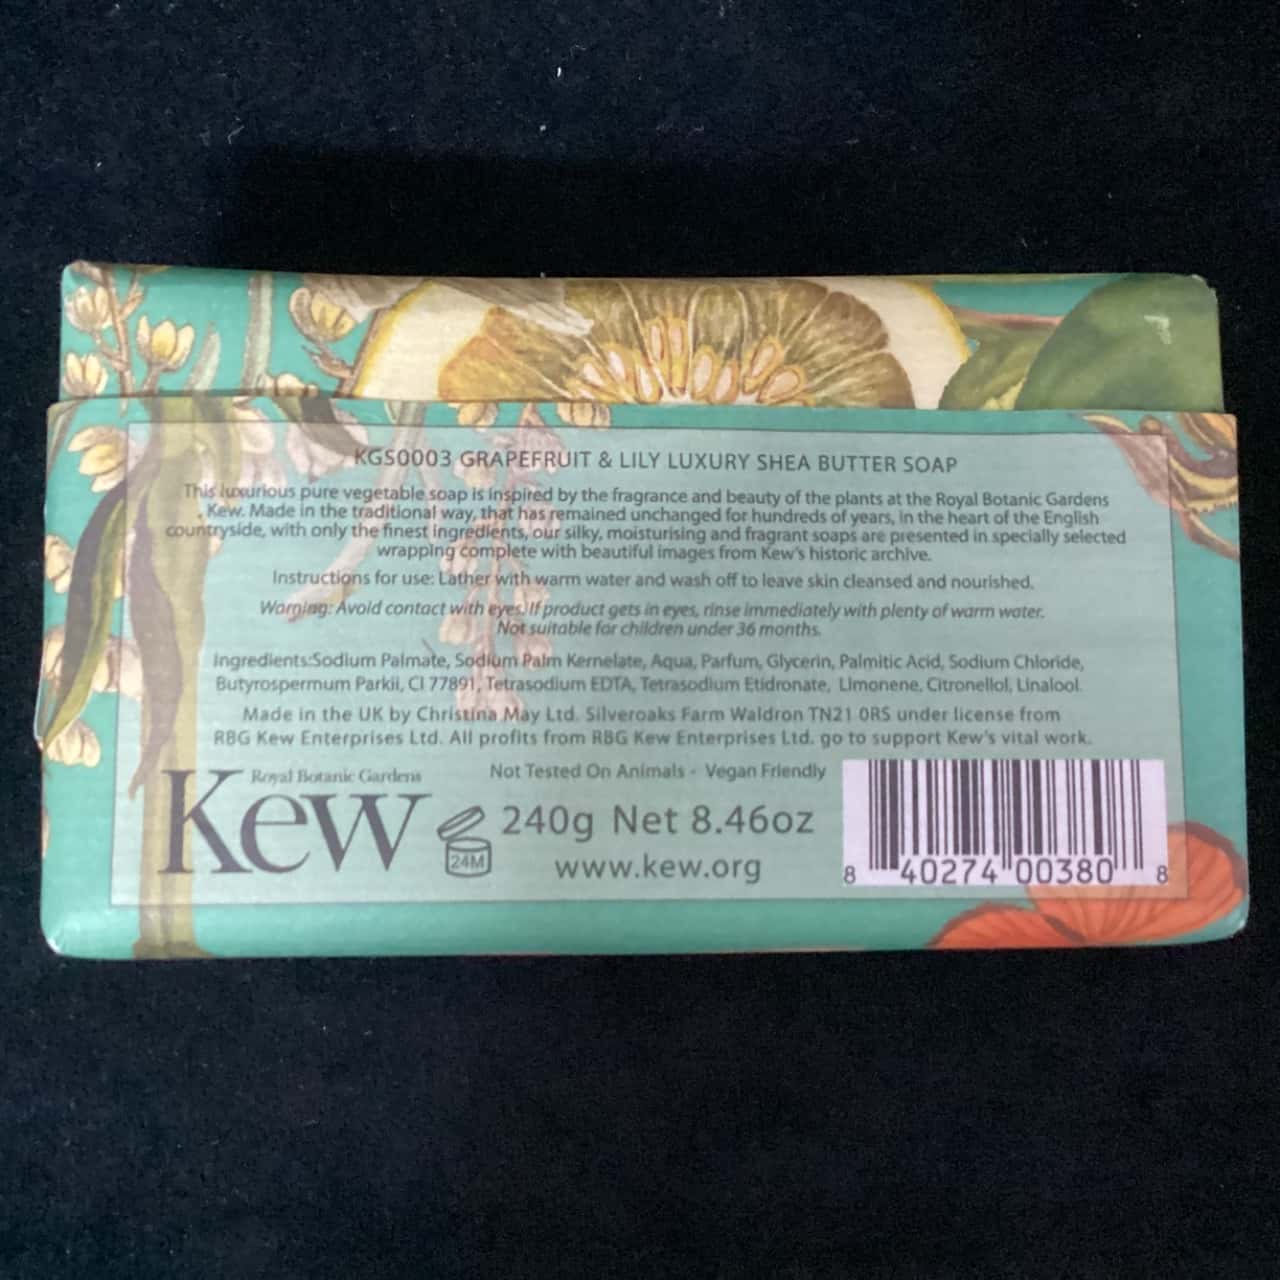 KGS0003 GRAPEFRUIT & LILY LUXURY SHEA BUTTER SOAP
This luxurious pure vegetable soap is inspired by the fragrance and beauty of the plants at the Royal Botanic Gardens
, Kew. Made in the traditional way, that has remained unchanged for hundreds of years, in the heart of the English
countryside, with only the finest ingredients, our silky, moisturising and fragrant soaps are presented in specially selected
wrapping complete with beautiful images from Kew's historic archive.
Instructions for use: Lather with warm water and wash off to leave skin cleansed and nourished.
Warning: Avoid contact with eyes. If product gets in eyes, rinse immediately with plenty of warm water.
Not suitable for children under 36 months.
Ingredients:Sodium Palmate, Sodium Palm Kernelate, Aqua, Parfum, Glycerin, Palmitic Acid, Sodium Chloride,
Butyrospermum Parkii, CI 77891, Tetrasodium EDTA, Tetrasodium Etidronate, Limonene, Citronellol, Linalool.
Made in the UK by Christina May Ltd. Silveroaks Farm Waldron TN21 0RS under license from
RBG Kew Enterprises Ltd. All profits from RBG Kew Enterprises Ltd. go to support Kew's vital work.
Royal Botanic Gardens
Kew
Not Tested On Animals - Vegan Friendly
24M
240g Net 8.46oz
www.kew.org
8 40274 00380 8